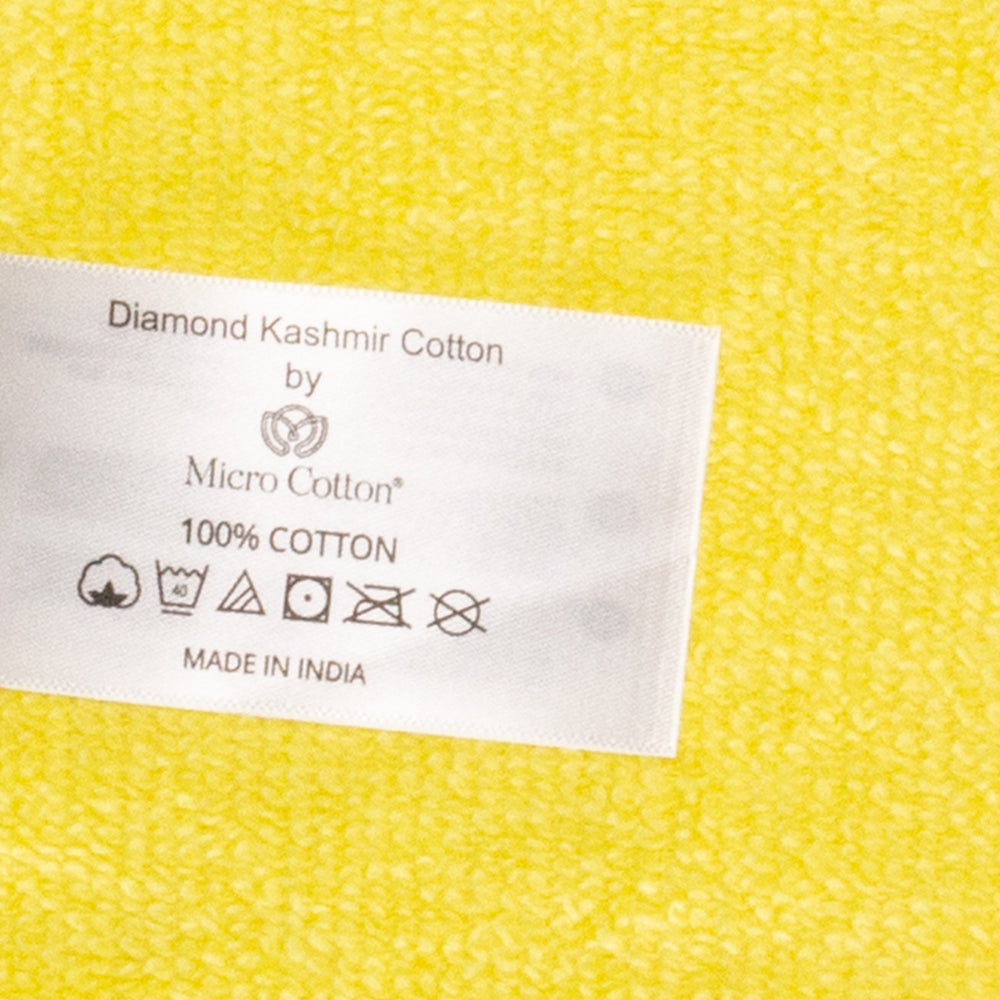 Diamond Kashmir Cotton
by
Micro Cotton®
100% COTTON
40
MADE IN INDIA